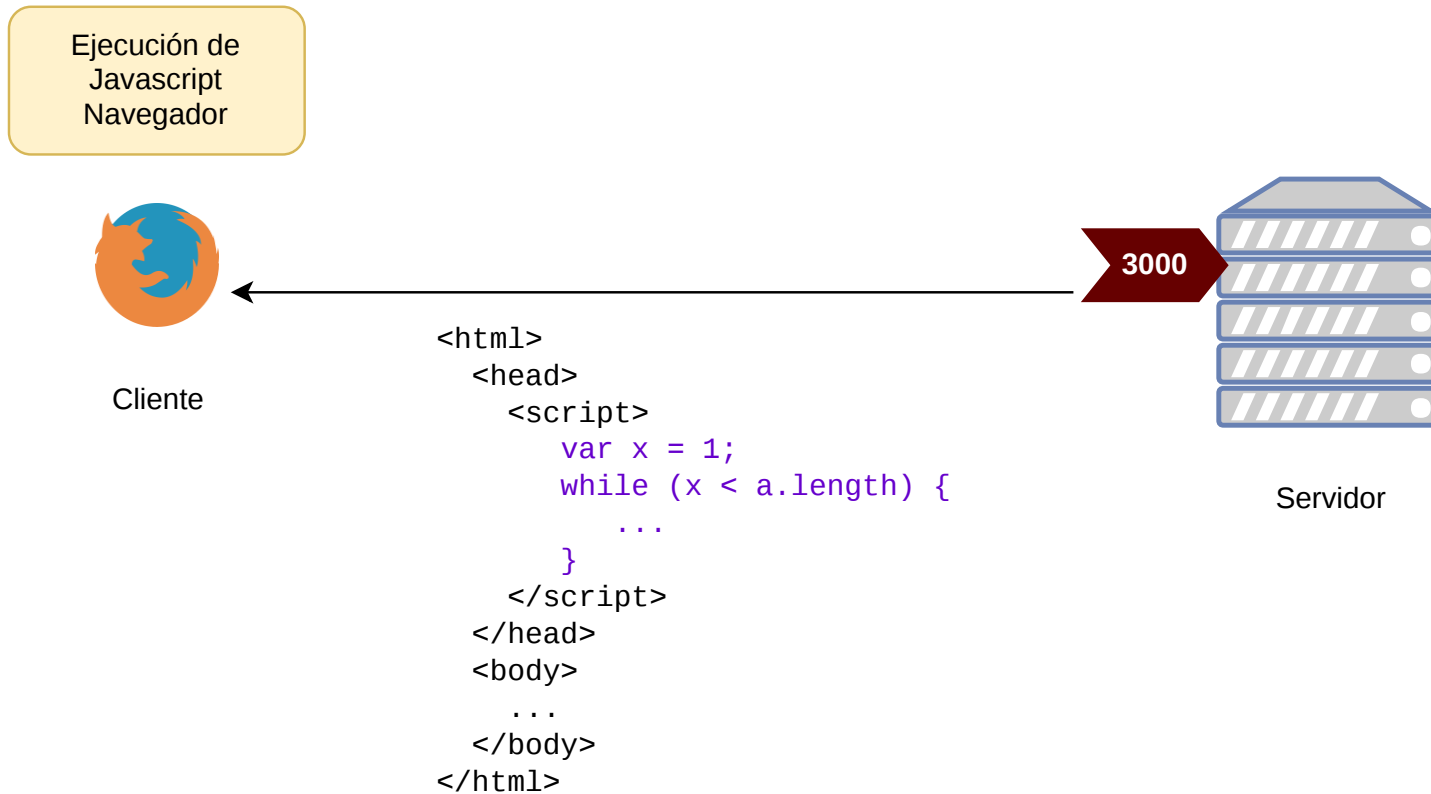 Ejecución de
Javascript
Navegador
3000
Cliente
Servidor
<html>
  <head>
    <script>
       var x = 1;
       while (x < a.length) {
          ...
       }
    </script>
  </head>
  <body>
    ...
  </body>
</html>